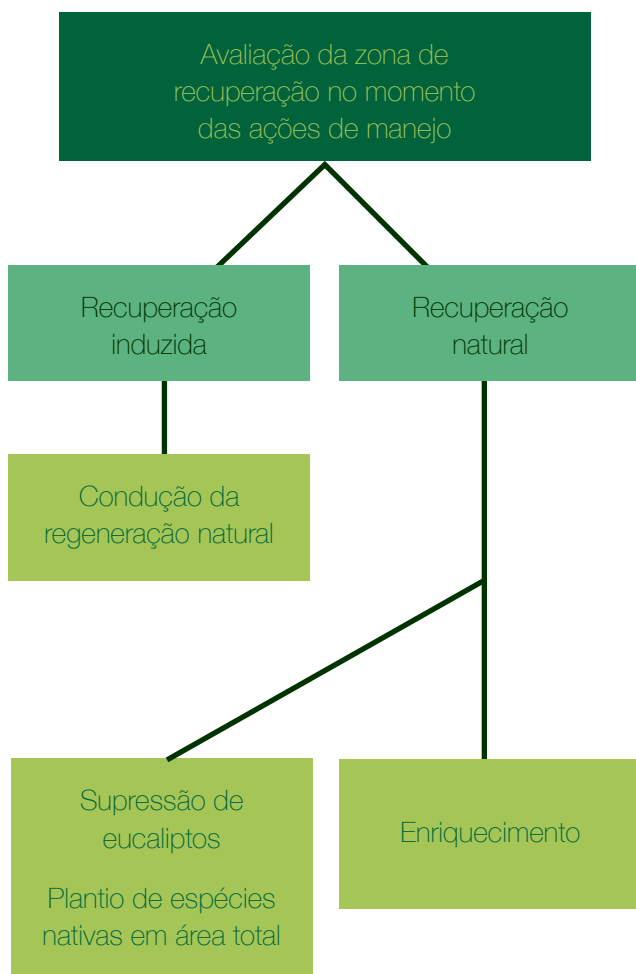 Avaliação da zona de
recuperação no momento
das ações de manejo
Recuperação
induzida
Recuperação
natural
Condução da
regeneração natural
Supressão de
eucaliptos
Plantio de espécies
nativas em área total
Enriquecimento